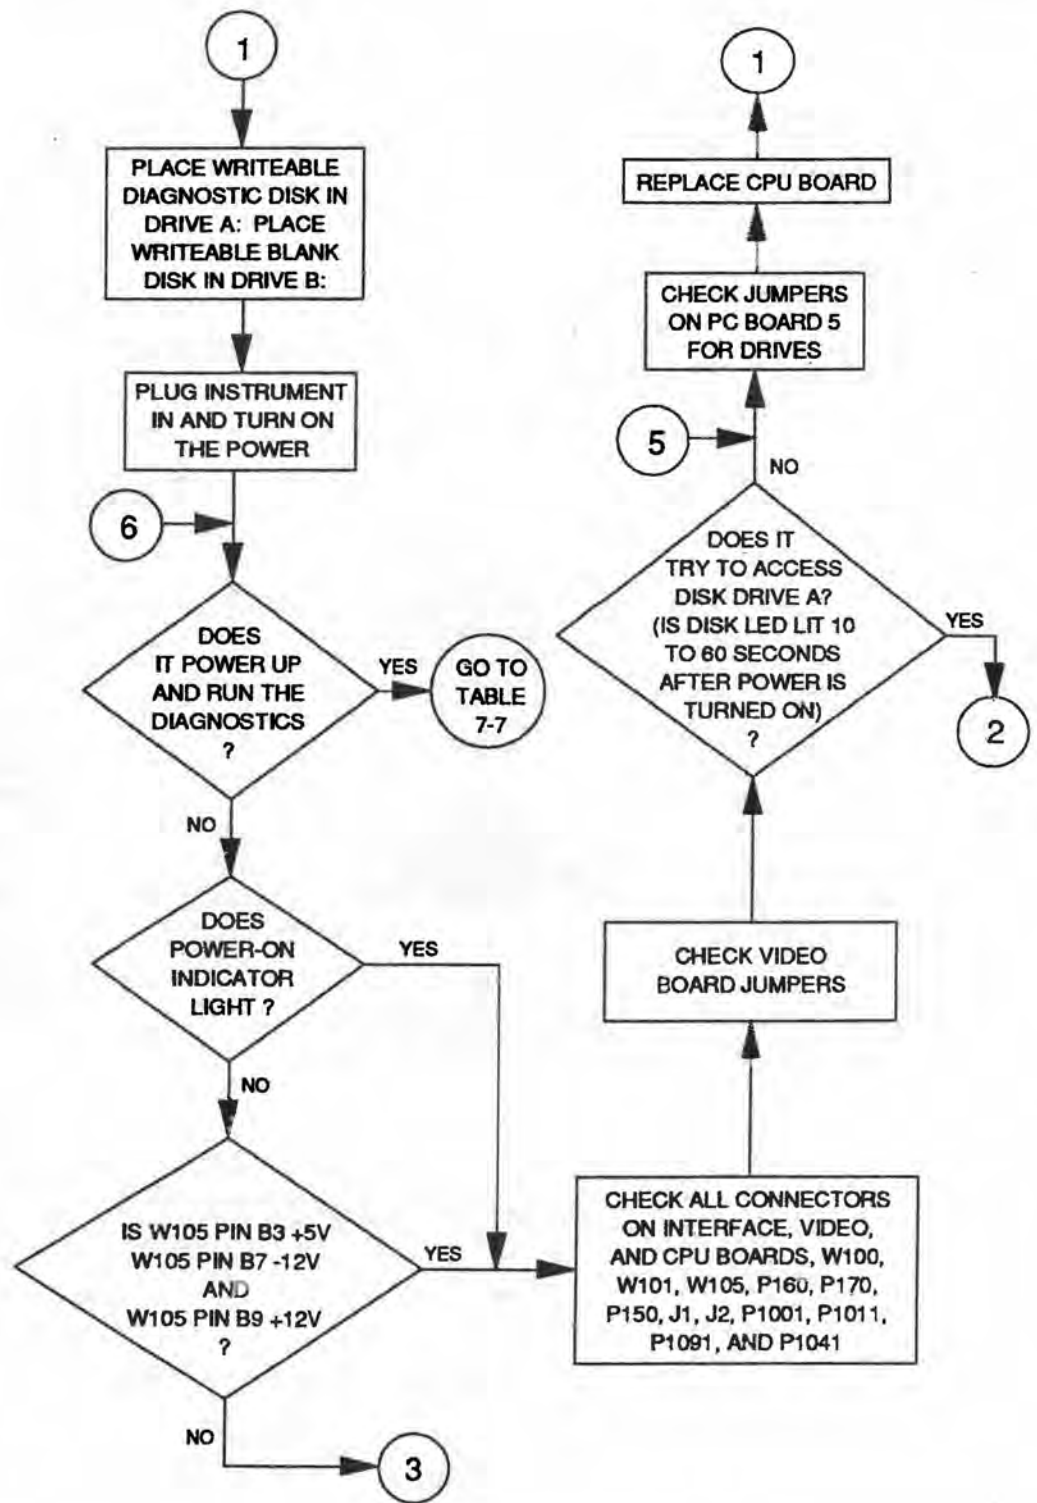 1
PLACE WRITEABLE
DIAGNOSTIC DISK IN
DRIVE A: PLACE
WRITEABLE BLANK
DISK IN DRIVE B:
PLUG INSTRUMENT
IN AND TURN ON
THE POWER
6
DOES
IT POWER UP
AND RUN THE
DIAGNOSTICS
?
YES
GO TO
TABLE
7-7
NO
DOES
POWER-ON
INDICATOR
LIGHT ?
YES
NO
IS W105 PIN B3 +5V
W105 PIN B7 -12V
AND
W105 PIN B9 +12V
?
YES
NO
3
CHECK ALL CONNECTORS
ON INTERFACE, VIDEO,
AND CPU BOARDS, W100,
W101, W105, P160, P170,
P150, J1, J2, P1001, P1011,
P1091, AND P1041
CHECK VIDEO
BOARD JUMPERS
DOES IT
TRY TO ACCESS
DISK DRIVE A?
(IS DISK LED LIT 10
TO 60 SECONDS
AFTER POWER IS
TURNED ON)
?
YES
2
NO
5
CHECK JUMPERS
ON PC BOARD 5
FOR DRIVES
REPLACE CPU BOARD
1